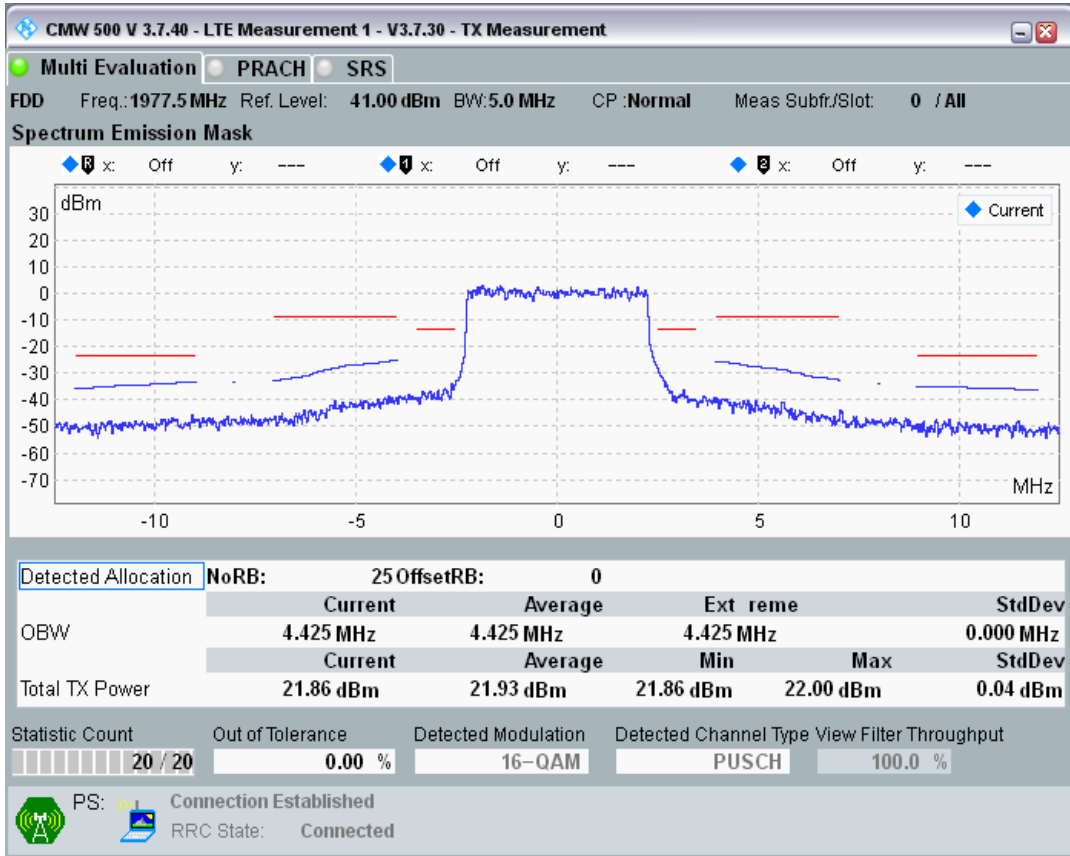 CMW 500 V 3.7.40 - LTE Measurement 1 - V3.7.30 - TX Measurement
Multi Evaluation PRACH SRS
FDD Freq.: 1977.5 MHz Ref. Level: 41.00 dBm BW: 5.0 MHz CP :Normal Meas Subfr./Slot: 0 / All
Spectrum Emission Mask
R x: Off y: --- 1 x: Off y: --- 2 x: Off y: ---
dBm
Current
30
20
10
0
-10
-20
-30
-40
-50
-60
-70
MHz
-10 -5 0 5 10
Detected Allocation NoRB: 25 OffsetRB: 0
Current Average Ext reme StdDev
OBW 4.425 MHz 4.425 MHz 4.425 MHz 0.000 MHz
Current Average Min Max StdDev
Total TX Power 21.86 dBm 21.93 dBm 21.86 dBm 22.00 dBm 0.04 dBm
Statistic Count Out of Tolerance Detected Modulation Detected Channel Type View Filter Throughput
20 / 20 0.00 % 16-QAM PUSCH 100.0 %
PS: Connection Established
RRC State: Connected